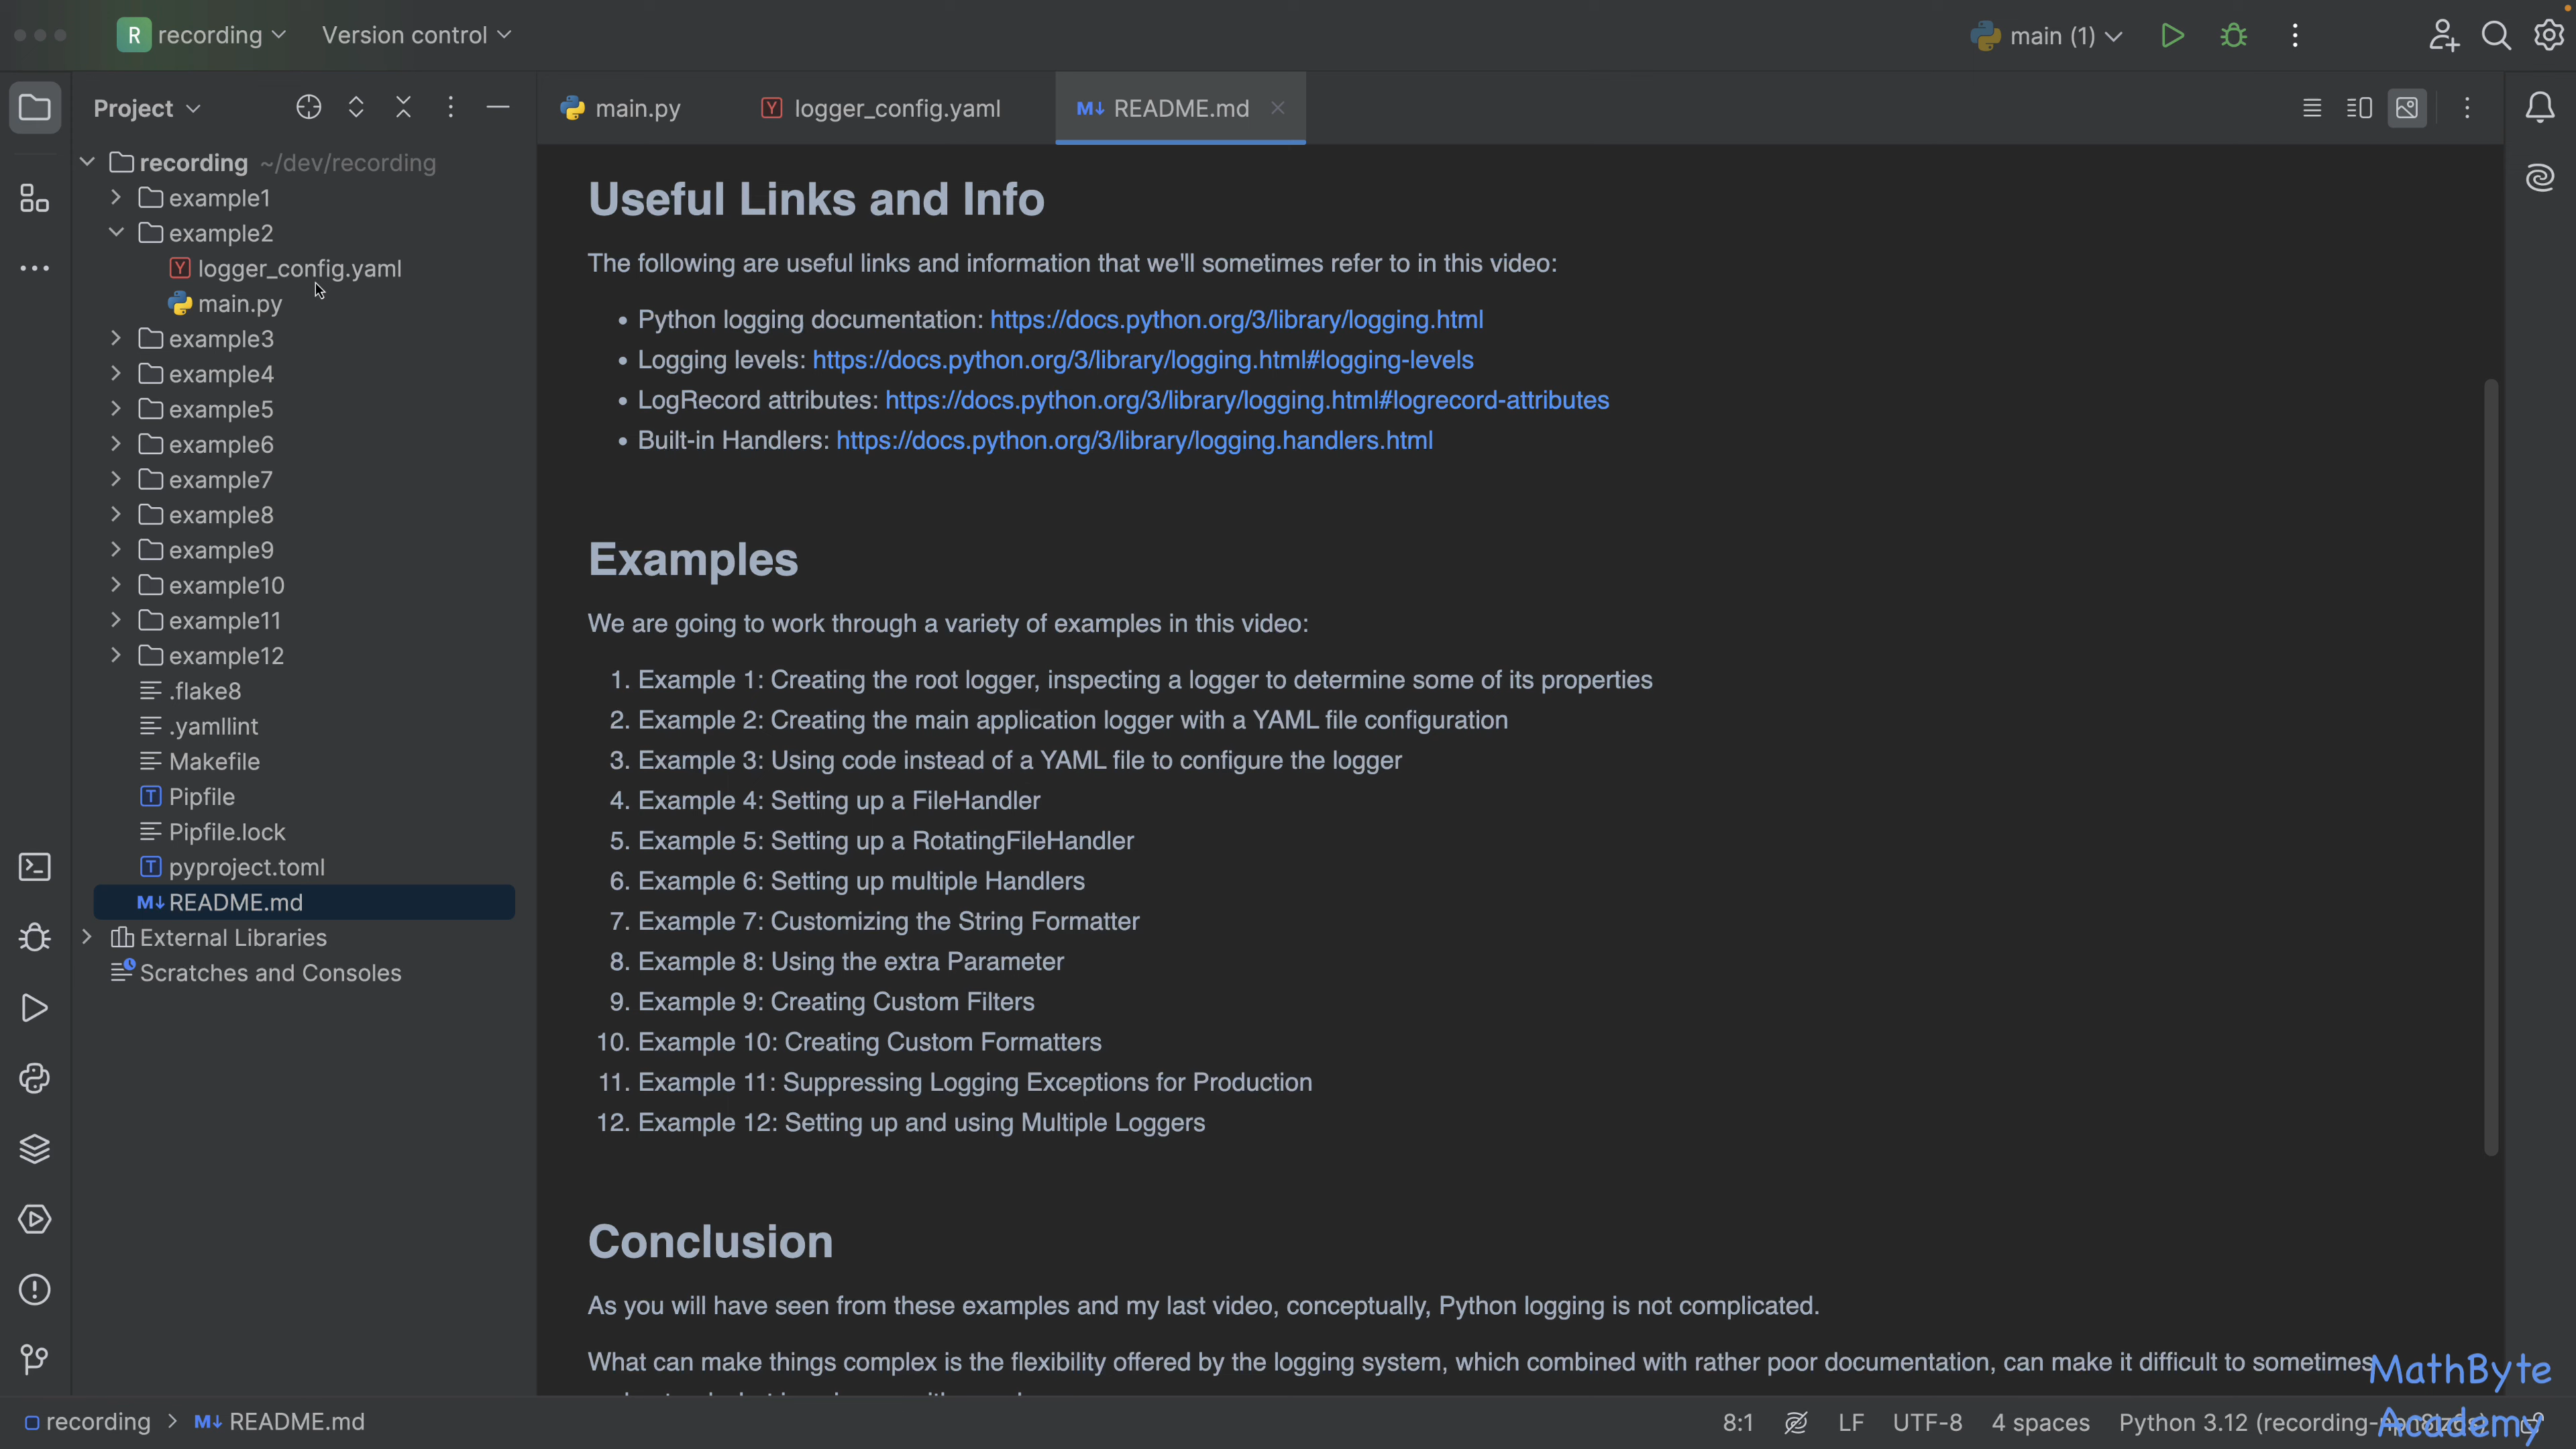 R recording Version control main (1)
Project main.py Y logger_config.yaml M↓ README.md
recording ~/dev/recording
example1
example2
Y logger_config.yaml
main.py
example3
example4
example5
example6
example7
example8
example9
example10
example11
example12
.flake8
.yamllint
Makefile
T Pipfile
Pipfile.lock
T pyproject.toml
M↓ README.md
External Libraries
Scratches and Consoles
Useful Links and Info
The following are useful links and information that we'll sometimes refer to in this video:
• Python logging documentation: https://docs.python.org/3/library/logging.html
• Logging levels: https://docs.python.org/3/library/logging.html#logging-levels
• LogRecord attributes: https://docs.python.org/3/library/logging.html#logrecord-attributes
• Built-in Handlers: https://docs.python.org/3/library/logging.handlers.html
Examples
We are going to work through a variety of examples in this video:
1. Example 1: Creating the root logger, inspecting a logger to determine some of its properties
2. Example 2: Creating the main application logger with a YAML file configuration
3. Example 3: Using code instead of a YAML file to configure the logger
4. Example 4: Setting up a FileHandler
5. Example 5: Setting up a RotatingFileHandler
6. Example 6: Setting up multiple Handlers
7. Example 7: Customizing the String Formatter
8. Example 8: Using the extra Parameter
9. Example 9: Creating Custom Filters
10. Example 10: Creating Custom Formatters
11. Example 11: Suppressing Logging Exceptions for Production
12. Example 12: Setting up and using Multiple Loggers
Conclusion
As you will have seen from these examples and my last video, conceptually, Python logging is not complicated.
What can make things complex is the flexibility offered by the logging system, which combined with rather poor documentation, can make it difficult to sometimes
MathByte
Academy
recording > M↓ README.md 8:1 LF UTF-8 4 spaces Python 3.12